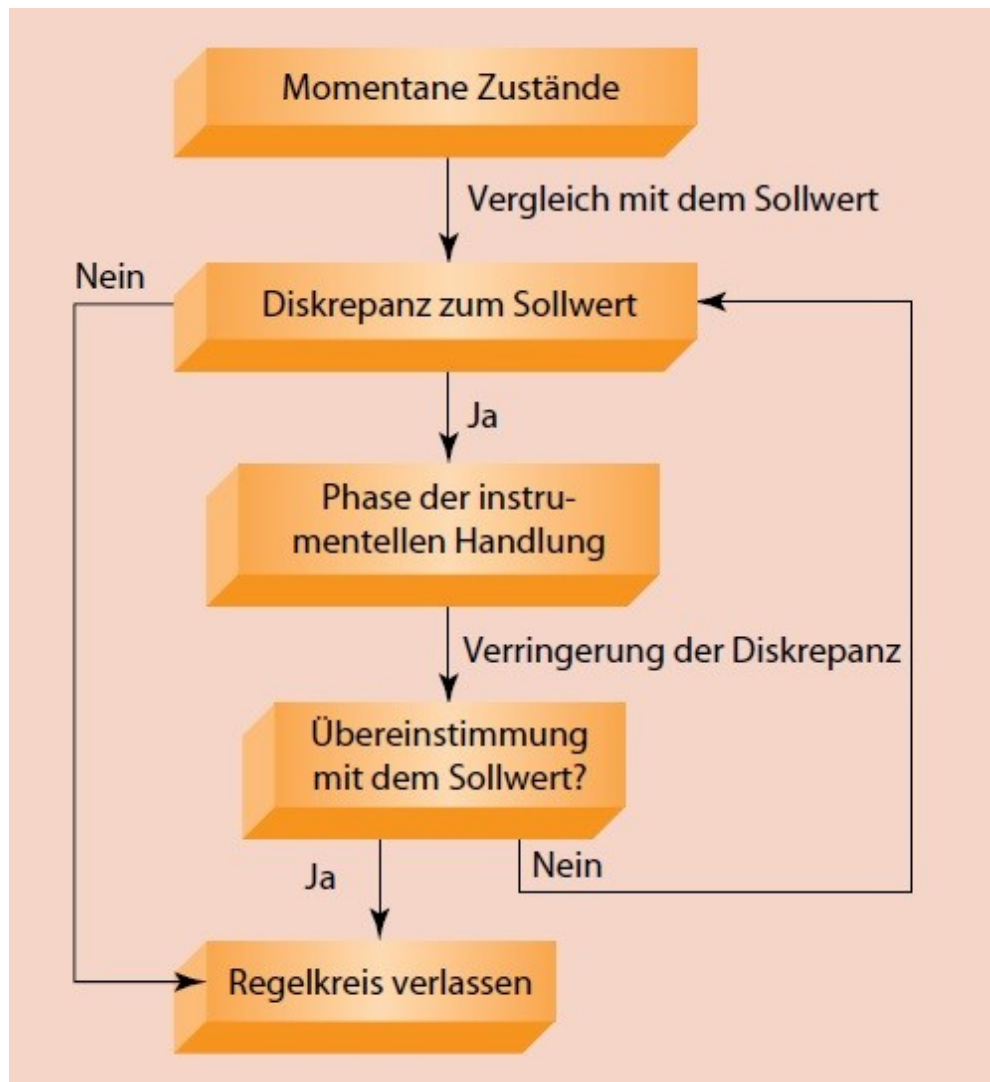 Momentane Zustände
Vergleich mit dem Sollwert
Nein
Diskrepanz zum Sollwert
Ja
Phase der instru-
mentellen Handlung
Verringerung der Diskrepanz
Übereinstimmung
mit dem Sollwert?
Ja
Nein
Regelkreis verlassen